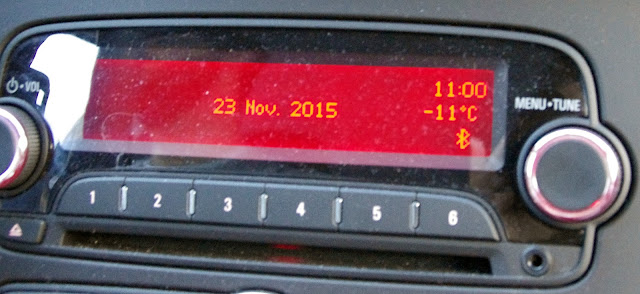 VOL
11:00
23 Nov. 2015
-11°C
MENU•TUNE
1 2 3 4 5 6